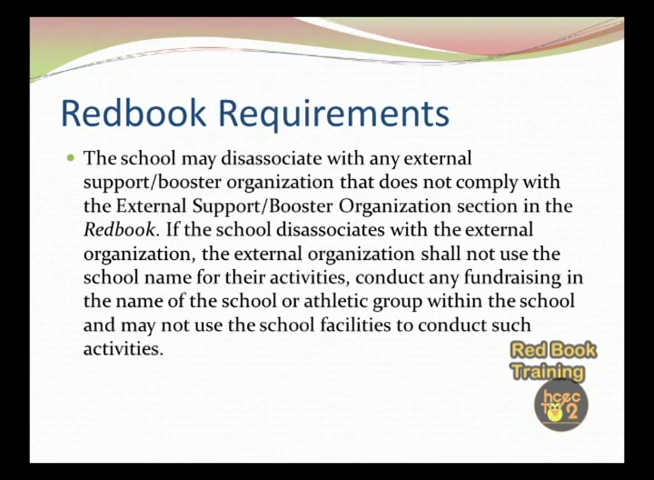 Redbook Requirements
The school may disassociate with any external
support/booster organization that does not comply with
the External Support/Booster Organization section in the
Redbook. If the school disassociates with the external
organization, the external organization shall not use the
school name for their activities, conduct any fundraising in
the name of the school or athletic group within the school
and may not use the school facilities to conduct such
activities.
Red Book
Training
hcec
TV 2